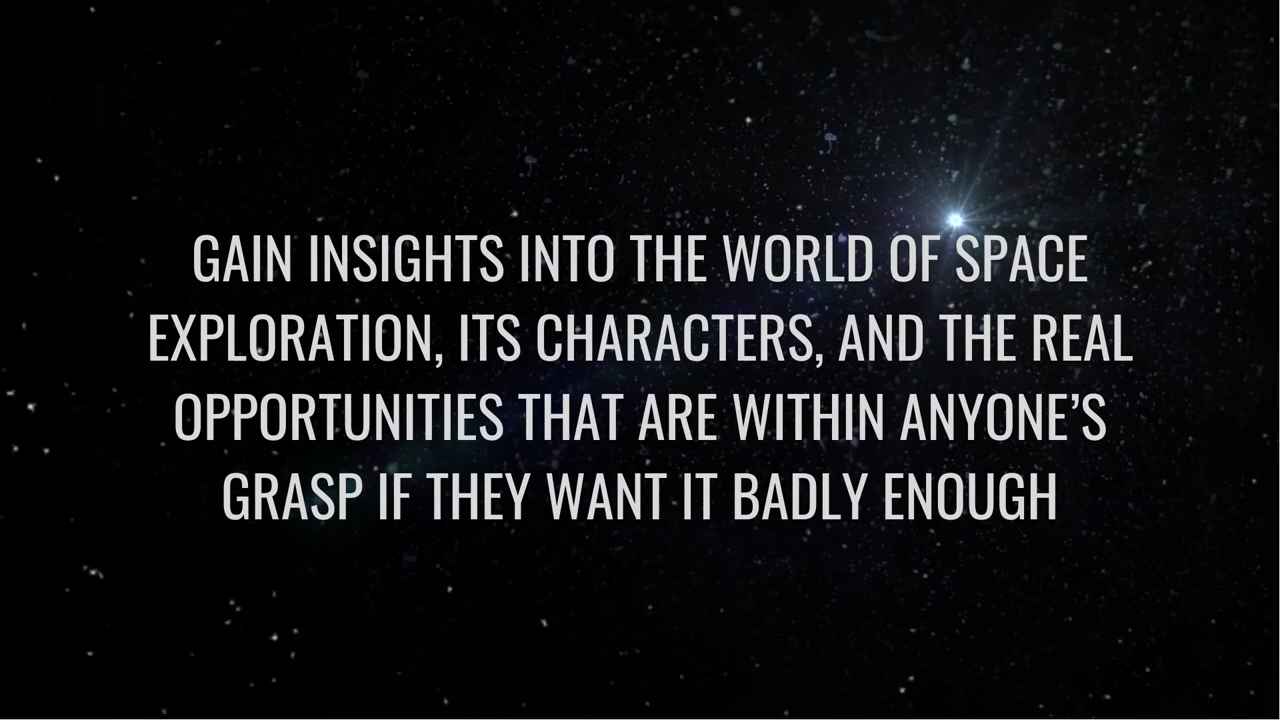 GAIN INSIGHTS INTO THE WORLD OF SPACE
EXPLORATION, ITS CHARACTERS, AND THE REAL
OPPORTUNITIES THAT ARE WITHIN ANYONE’S
GRASP IF THEY WANT IT BADLY ENOUGH